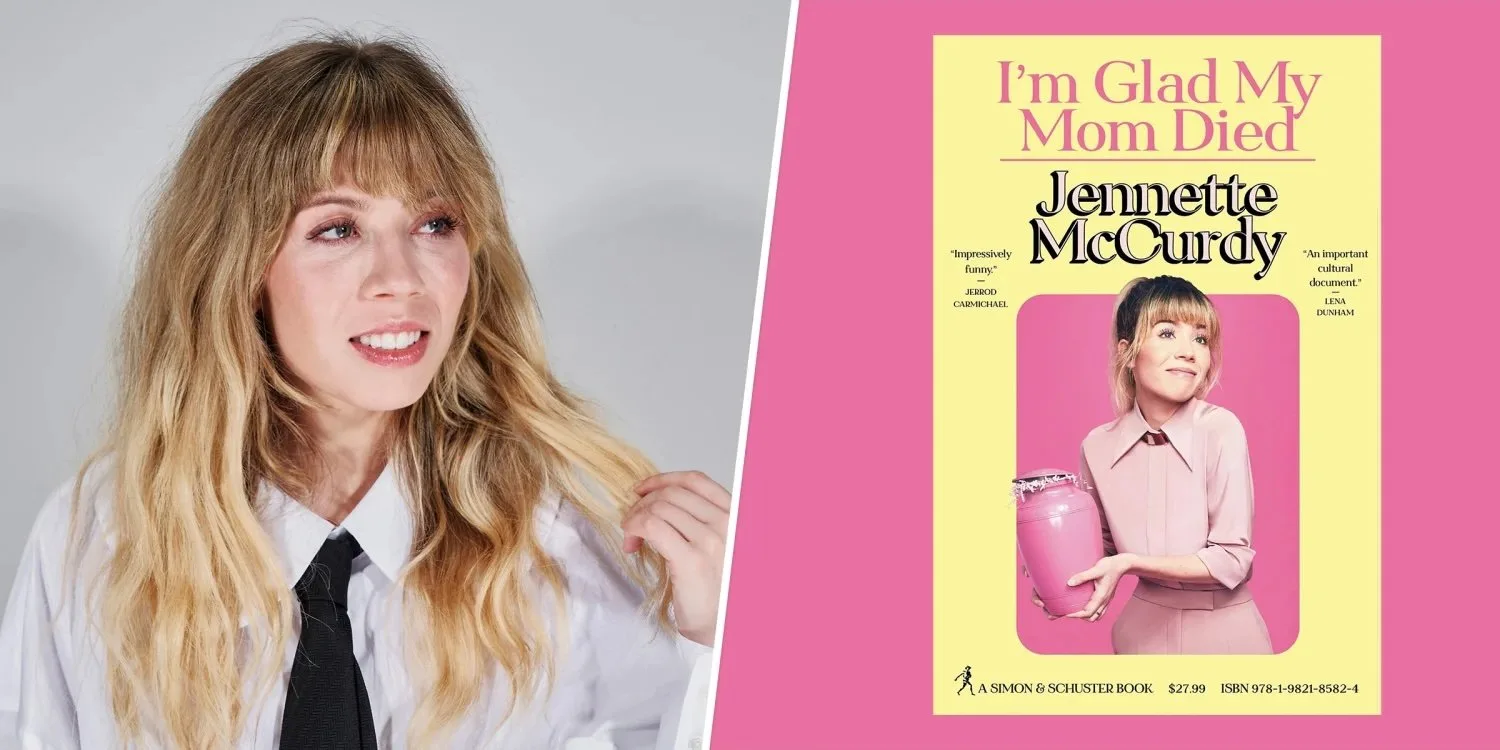 I’m Glad My
Mom Died
Jennette
McCurdy
“Impressively
funny.”
—
JERROD
CARMICHAEL
“An important
cultural
document.”
—
LENA
DUNHAM
A SIMON & SCHUSTER BOOK $27.99 ISBN 978-1-9821-8582-4